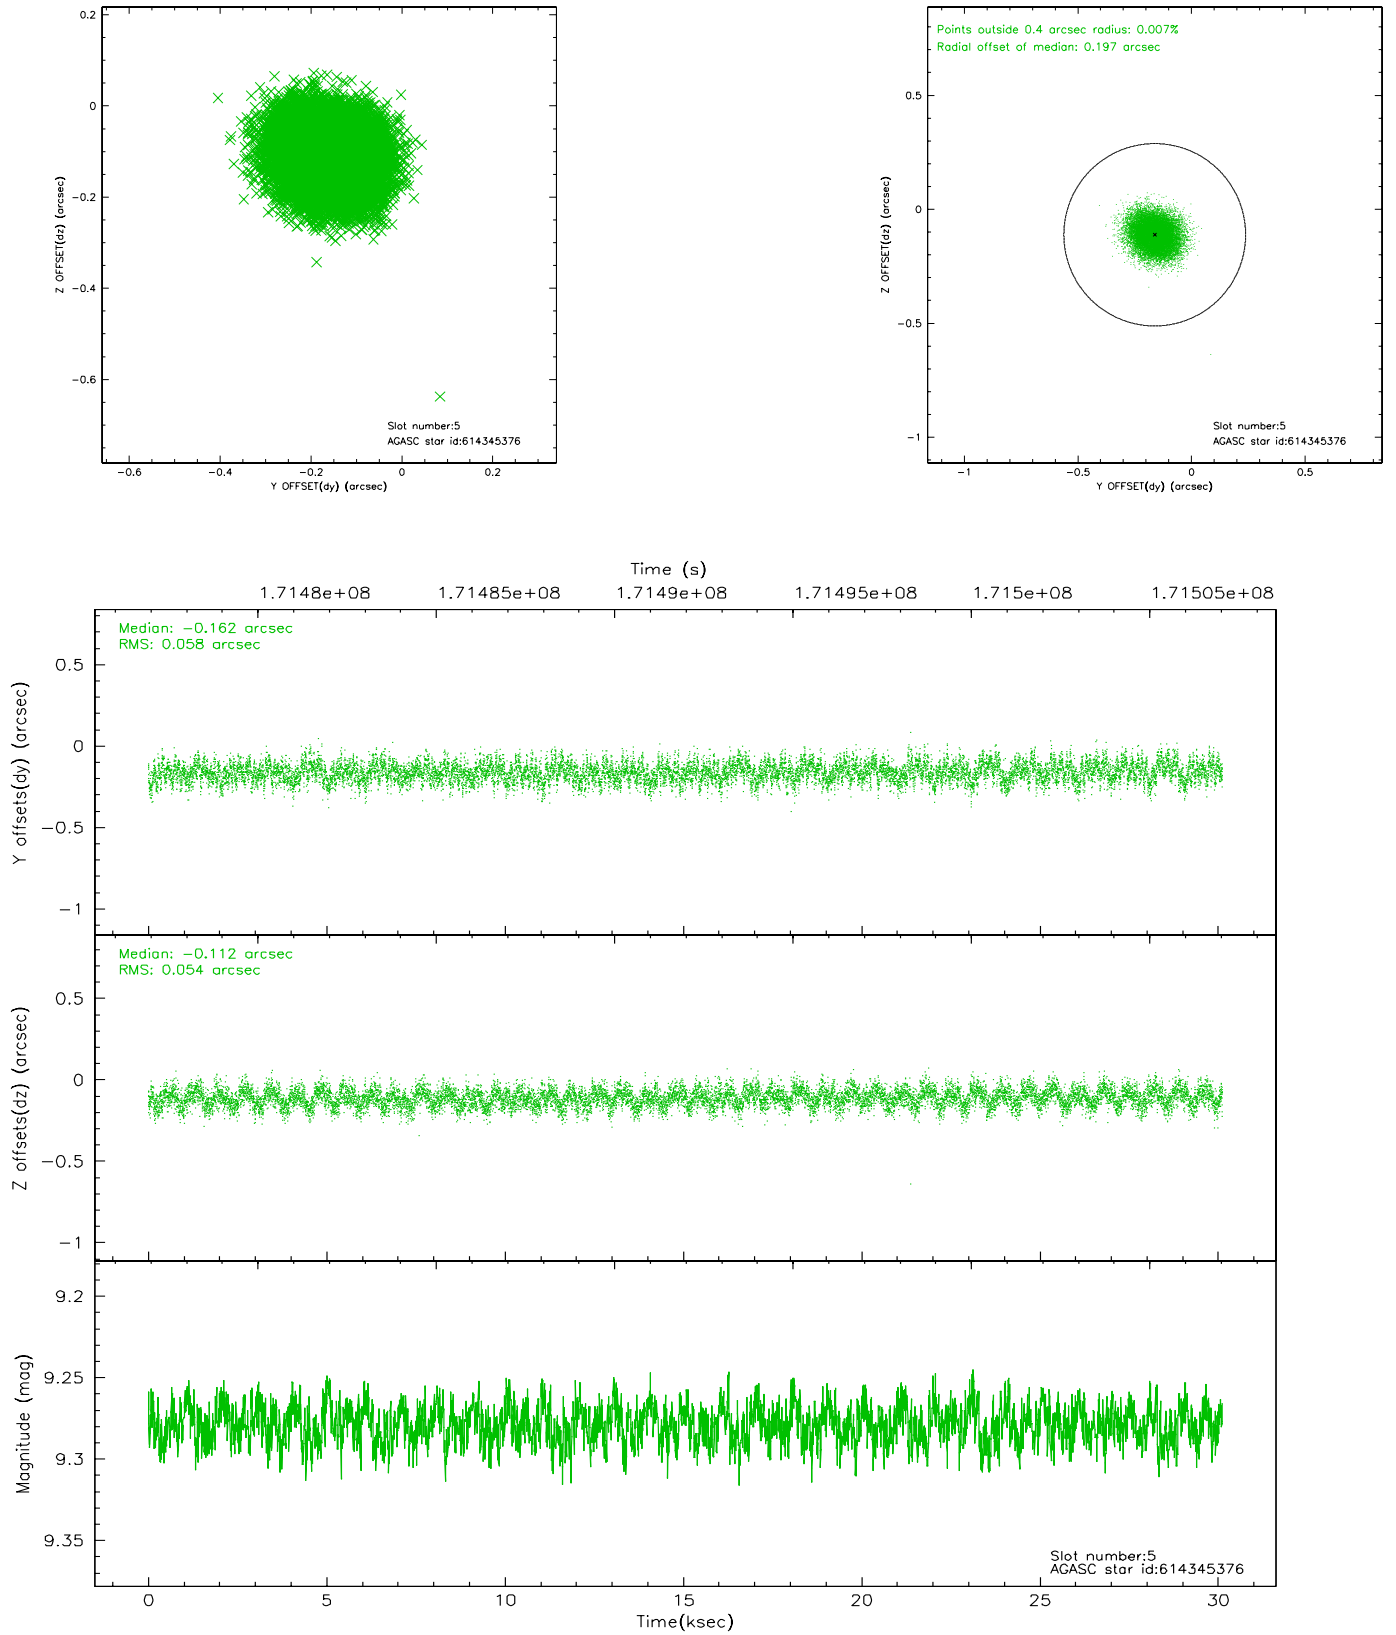 0.2
0
-0.2
-0.4
-0.6
Z OFFSET(dz) (arcsec)
Slot number:5
AGASC star id:614345376
-0.6
-0.4
-0.2
0
0.2
Y OFFSET(dy) (arcsec)
Points outside 0.4 arcsec radius: 0.007%
Radial offset of median: 0.197 arcsec
0.5
0
-0.5
-1
Z OFFSET(dz) (arcsec)
Slot number:5
AGASC star id:614345376
-1
-0.5
0
0.5
Y OFFSET(dy) (arcsec)
Time (s)
1.7148e+08
1.71485e+08
1.7149e+08
1.71495e+08
1.715e+08
1.71505e+08
Median: -0.162 arcsec
RMS: 0.058 arcsec
0.5
0
-0.5
-1
Y offsets(dy) (arcsec)
Median: -0.112 arcsec
RMS: 0.054 arcsec
0.5
0
-0.5
-1
Z offsets(dz) (arcsec)
9.2
9.25
9.3
9.35
Magnitude (mag)
Slot number:5
AGASC star id:614345376
0
5
10
15
20
25
30
Time(ksec)